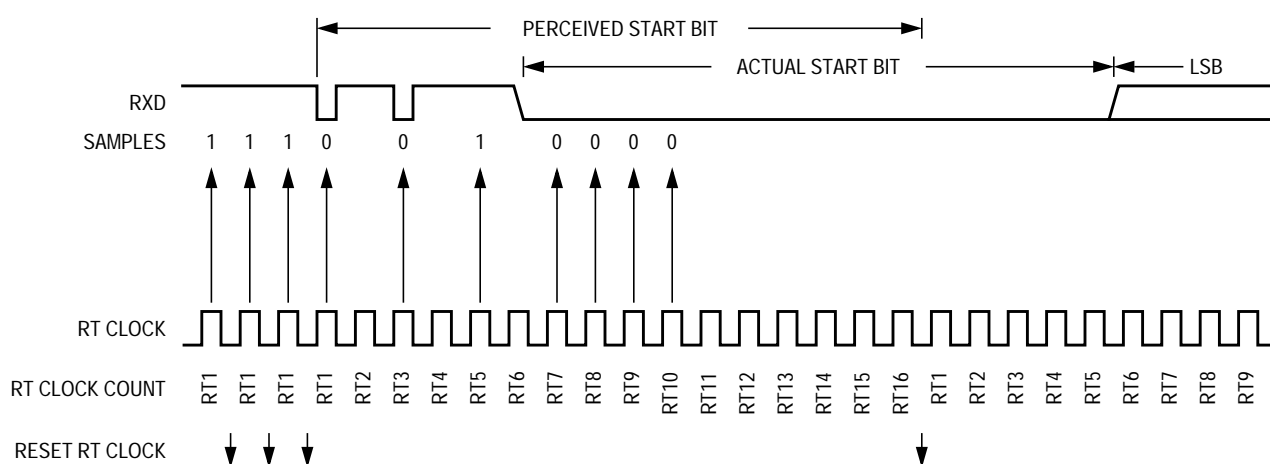 PERCEIVED START BIT
ACTUAL START BIT LSB
RXD
SAMPLES 1 1 1 0 0 1 0 0 0 0
RT CLOCK
RT CLOCK COUNT RT1 RT1 RT1 RT1 RT2 RT3 RT4 RT5 RT6 RT7 RT8 RT9 RT10 RT11 RT12 RT13 RT14 RT15 RT16 RT1 RT2 RT3 RT4 RT5 RT6 RT7 RT8 RT9
RESET RT CLOCK